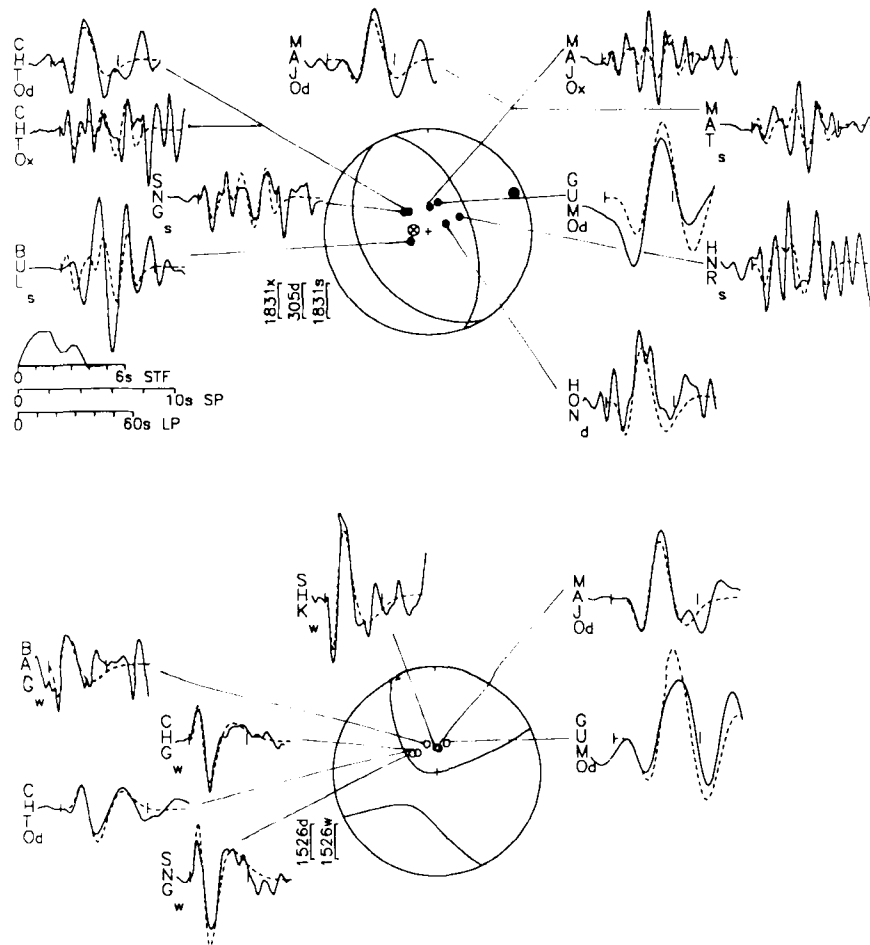 CHTOd
MAJOd
MAJOx
CHTOx
MATs
SNGs
GUMOd
BULs
HNRs
1831x
305d
1831s
0 6s STF
0 10s SP
0 60s LP
HONd
SHKw
MAJOd
BAGw
CHGw
GUMOd
CHTOd
1526d
1526w
SNGw